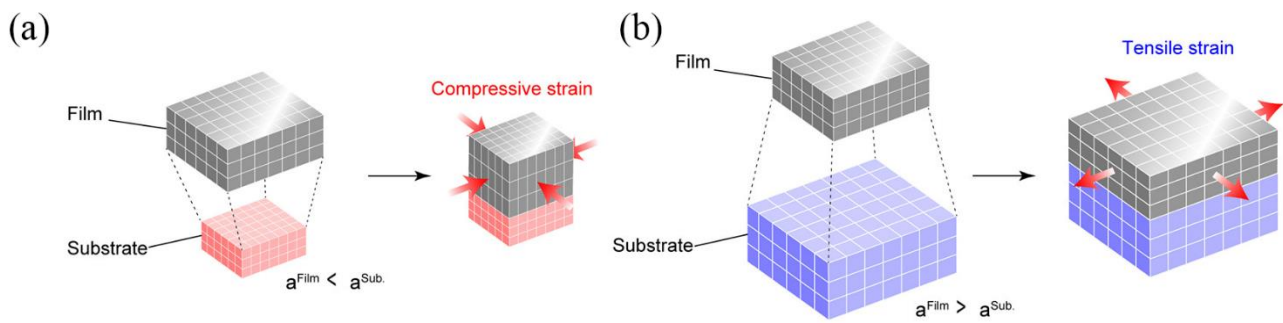 (a)
Film
Substrate
a^Film < a^Sub.
Compressive strain
(b)
Film
Substrate
a^Film > a^Sub.
Tensile strain